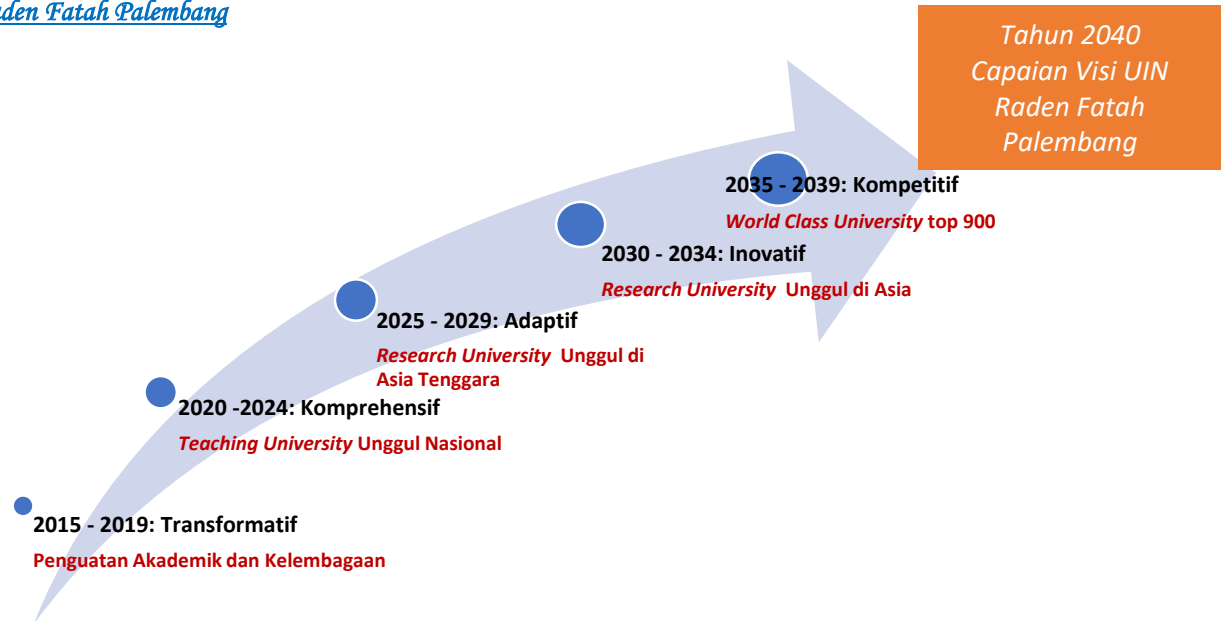 Fatah Palembang
Tahun 2040
Capaian Visi UIN
Raden Fatah
Palembang
2035 - 2039: Kompetitif
World Class University top 900
2030 - 2034: Inovatif
Research University Unggul di Asia
2025 - 2029: Adaptif
Research University Unggul di
Asia Tenggara
2020 -2024: Komprehensif
Teaching University Unggul Nasional
2015 - 2019: Transformatif
Penguatan Akademik dan Kelembagaan